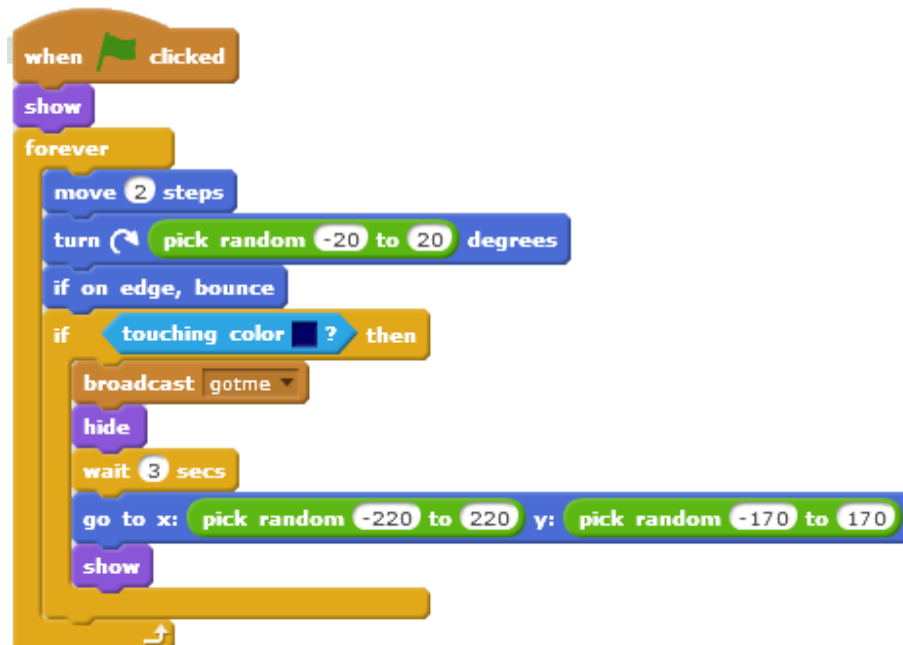 when clicked
show
forever
move 2 steps
turn pick random -20 to 20 degrees
if on edge, bounce
if touching color ? then
broadcast gotme
hide
wait 3 secs
go to x: pick random -220 to 220 y: pick random -170 to 170
show